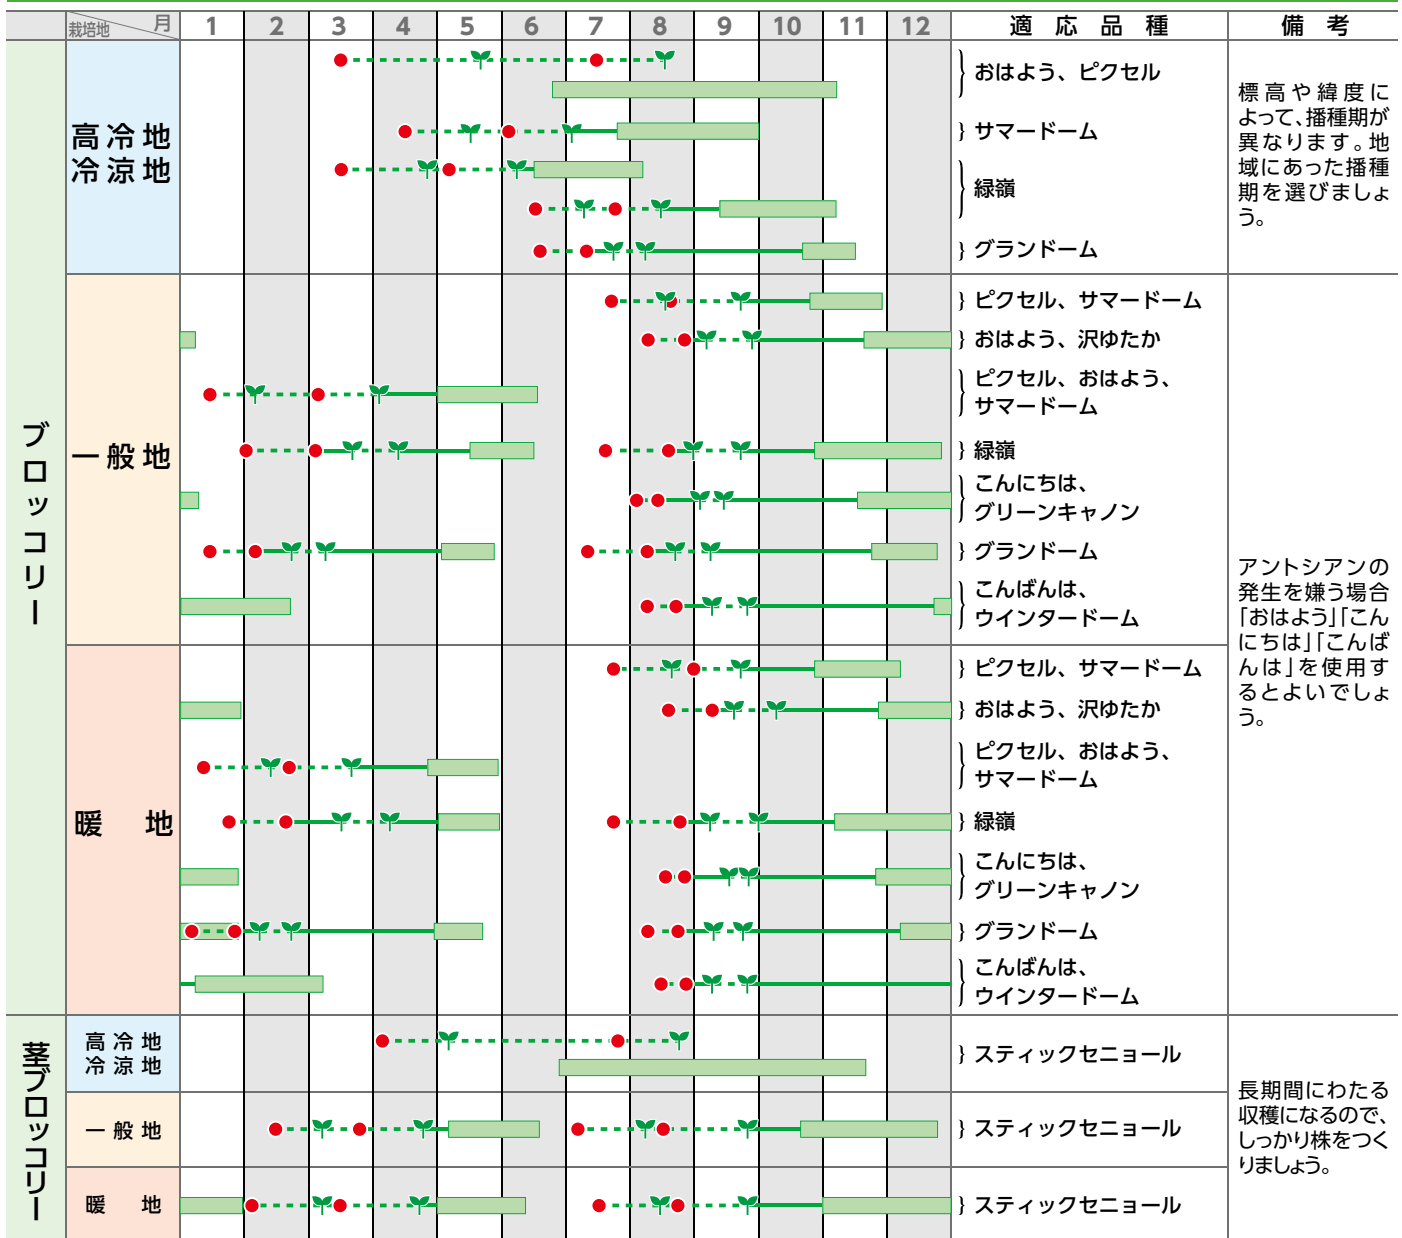 栽培地 月 1 2 3 4 5 6 7 8 9 10 11 12 適応品種 備考
ブロッコリー
高冷地
冷涼地
} おはよう、ピクセル
} サマードーム
} 緑嶺
} グランドーム
標高や緯度に
よって、播種期が
異なります。地
域にあった播種
期を選びましょ
う。
一般地
} ピクセル、サマードーム
} おはよう、沢ゆたか
} ピクセル、おはよう、
サマードーム
} 緑嶺
} こんにちは、
グリーンキャノン
} グランドーム
} こんばんは、
ウインタードーム
暖地
} ピクセル、サマードーム
} おはよう、沢ゆたか
} ピクセル、おはよう、
サマードーム
} 緑嶺
} こんにちは、
グリーンキャノン
} グランドーム
} こんばんは、
ウインタードーム
アントシアンの
発生を嫌う場合
「おはよう」「こん
にちは」「こんば
んは」を使用す
るとよいでしょ
う。
茎ブロッコリー
高冷地
冷涼地
} スティックセニョール
一般地
} スティックセニョール
暖地
} スティックセニョール
長期間にわたる
収穫になるので、
しっかり株をつく
りましょう。